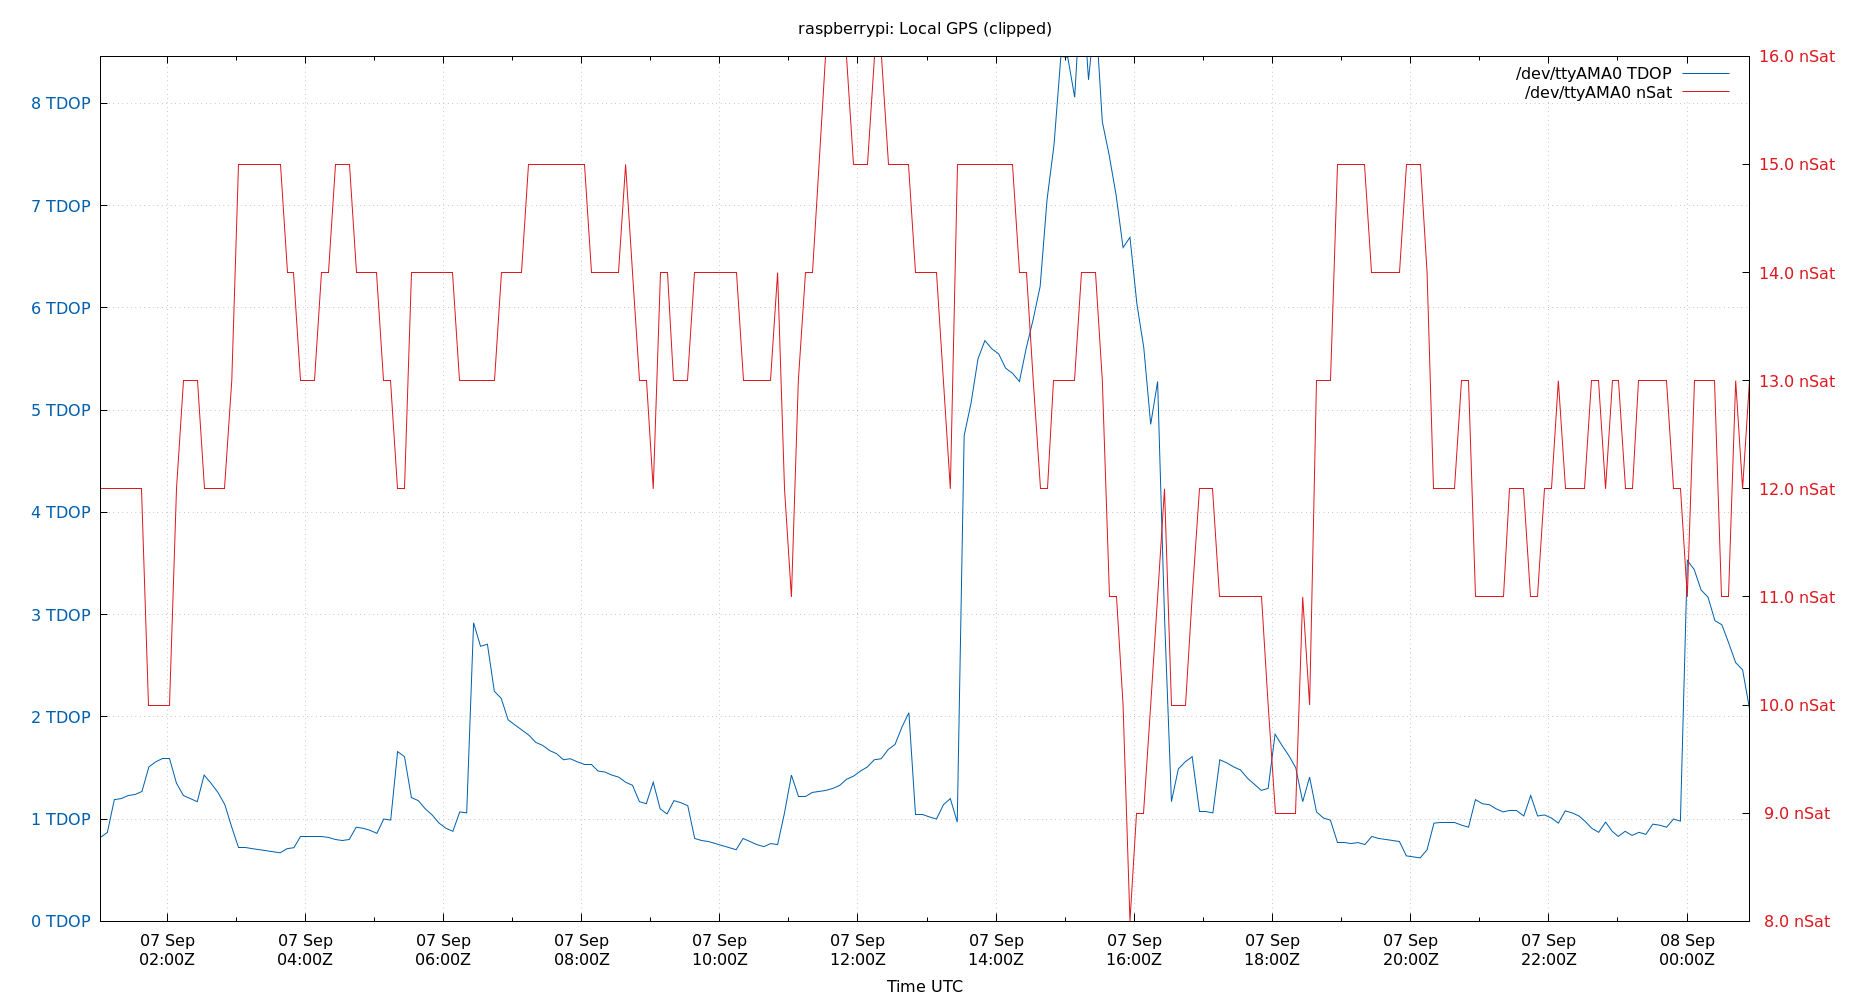 raspberrypi: Local GPS (clipped)
/dev/ttyAMA0 TDOP
/dev/ttyAMA0 nSat
8 TDOP
7 TDOP
6 TDOP
5 TDOP
4 TDOP
3 TDOP
2 TDOP
1 TDOP
0 TDOP
16.0 nSat
15.0 nSat
14.0 nSat
13.0 nSat
12.0 nSat
11.0 nSat
10.0 nSat
9.0 nSat
8.0 nSat
07 Sep 07 Sep 07 Sep 07 Sep 07 Sep 07 Sep 07 Sep 07 Sep 07 Sep 07 Sep 07 Sep 08 Sep
02:00Z 04:00Z 06:00Z 08:00Z 10:00Z 12:00Z 14:00Z 16:00Z 18:00Z 20:00Z 22:00Z 00:00Z
Time UTC